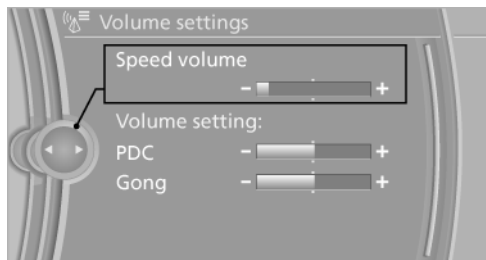 Volume settings
Speed volume
- +
Volume setting:
PDC - +
Gong - +